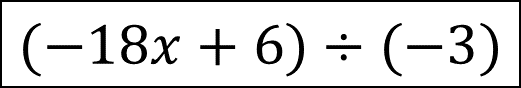 (−18𝑥 + 6) ÷ (−3)